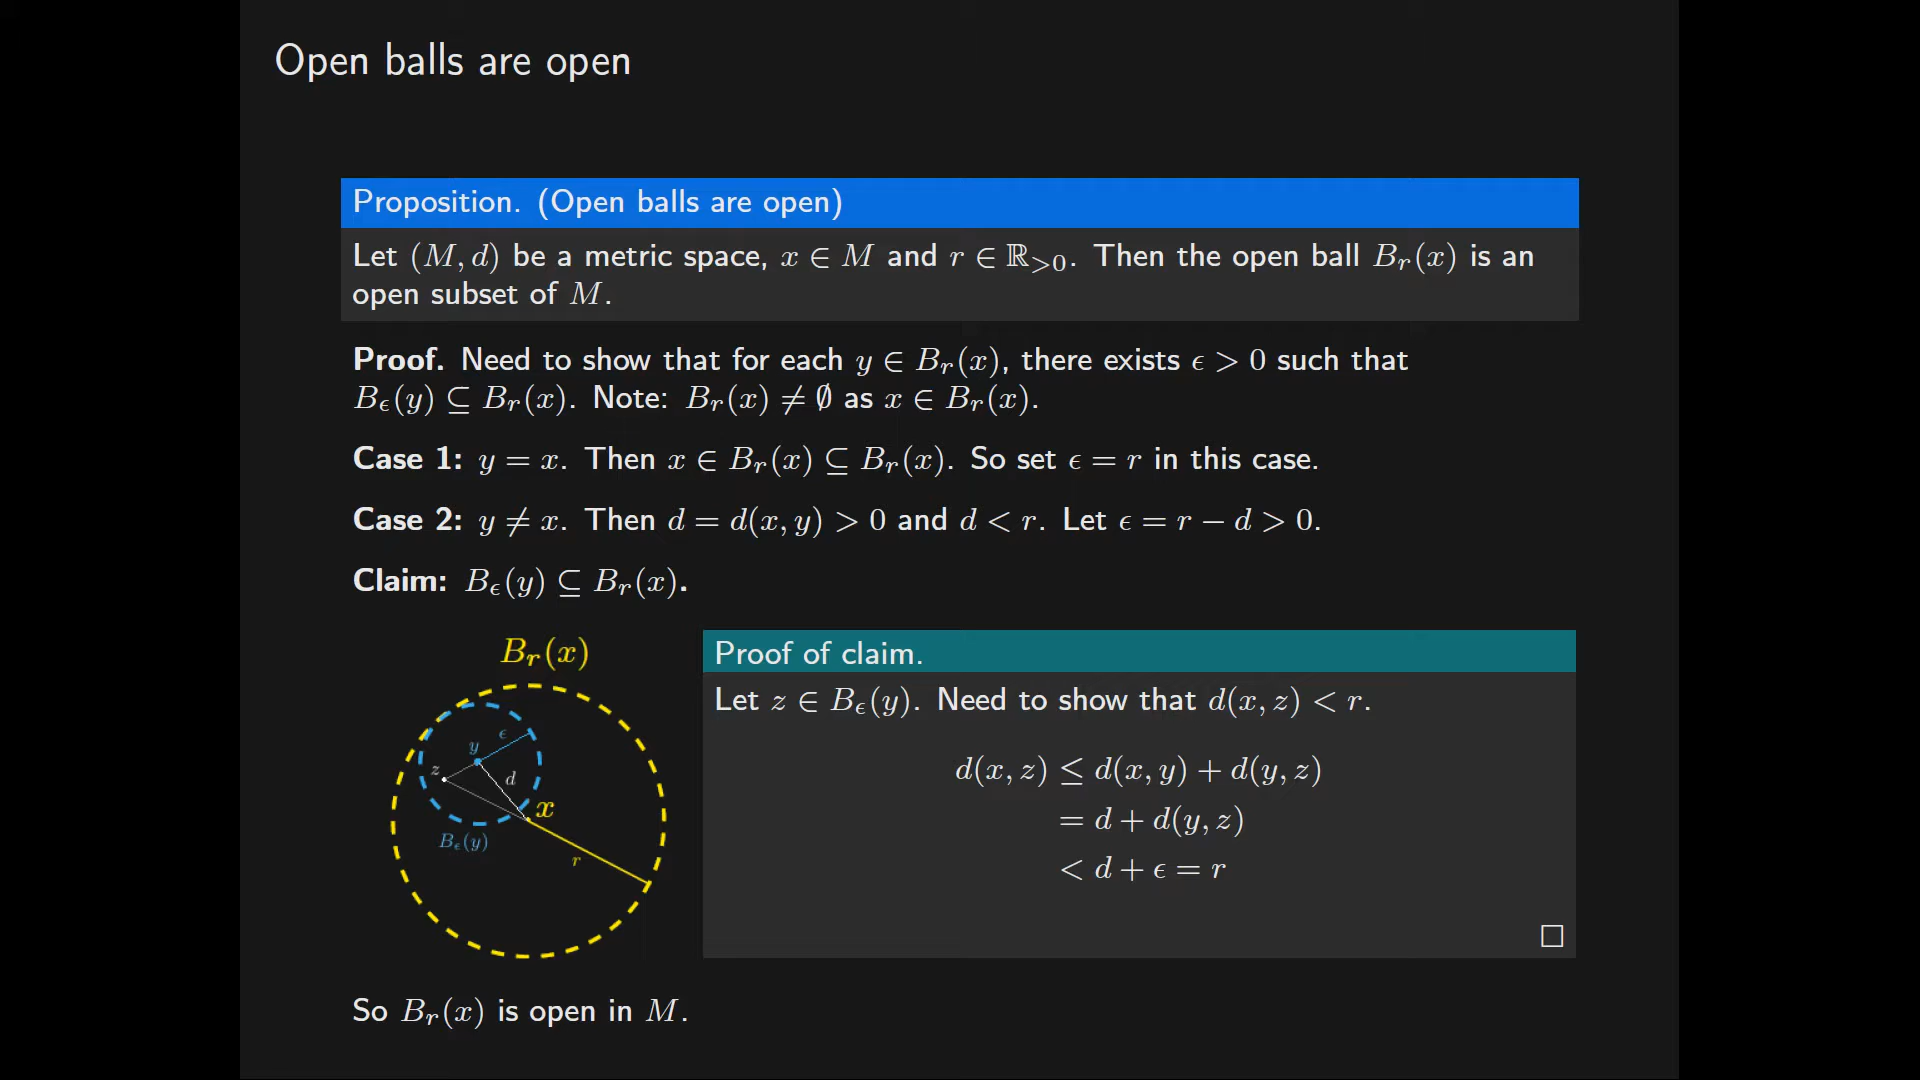 Open balls are open
Proposition. (Open balls are open)
Let (M, d) be a metric space, x ∈ M and r ∈ ℝ_{>0}. Then the open ball B_r(x) is an
open subset of M.
Proof. Need to show that for each y ∈ B_r(x), there exists ϵ > 0 such that
B_ϵ(y) ⊆ B_r(x). Note: B_r(x) ≠ ∅ as x ∈ B_r(x).
Case 1: y = x. Then x ∈ B_r(x) ⊆ B_r(x). So set ϵ = r in this case.
Case 2: y ≠ x. Then d = d(x, y) > 0 and d < r. Let ϵ = r − d > 0.
Claim: B_ϵ(y) ⊆ B_r(x).
B_r(x)
ϵ
y
z
d
x
B_ϵ(y)
r
Proof of claim.
Let z ∈ B_ϵ(y). Need to show that d(x, z) < r.
d(x, z) ≤ d(x, y) + d(y, z)
= d + d(y, z)
< d + ϵ = r
□
So B_r(x) is open in M.